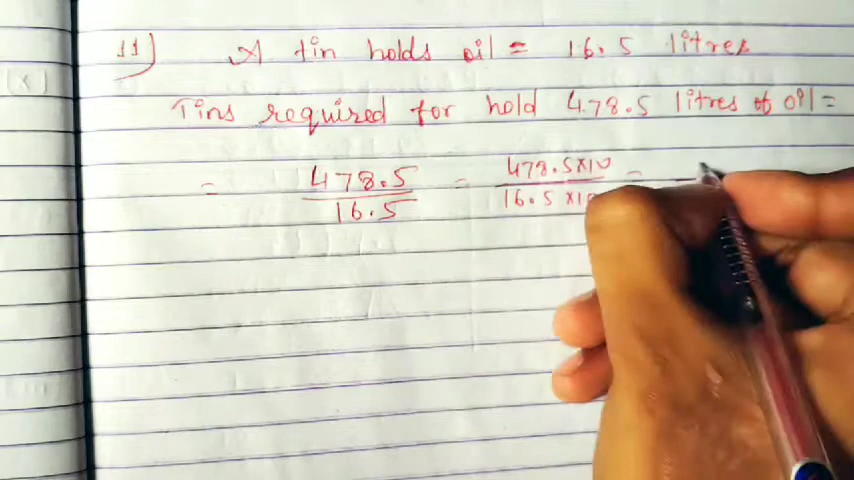 11) A tin holds oil = 16.5 litres
Tins required for hold 478.5 litres of oil =
= 478.5 / 16.5 = 478.5×10 / 16.5×10 =